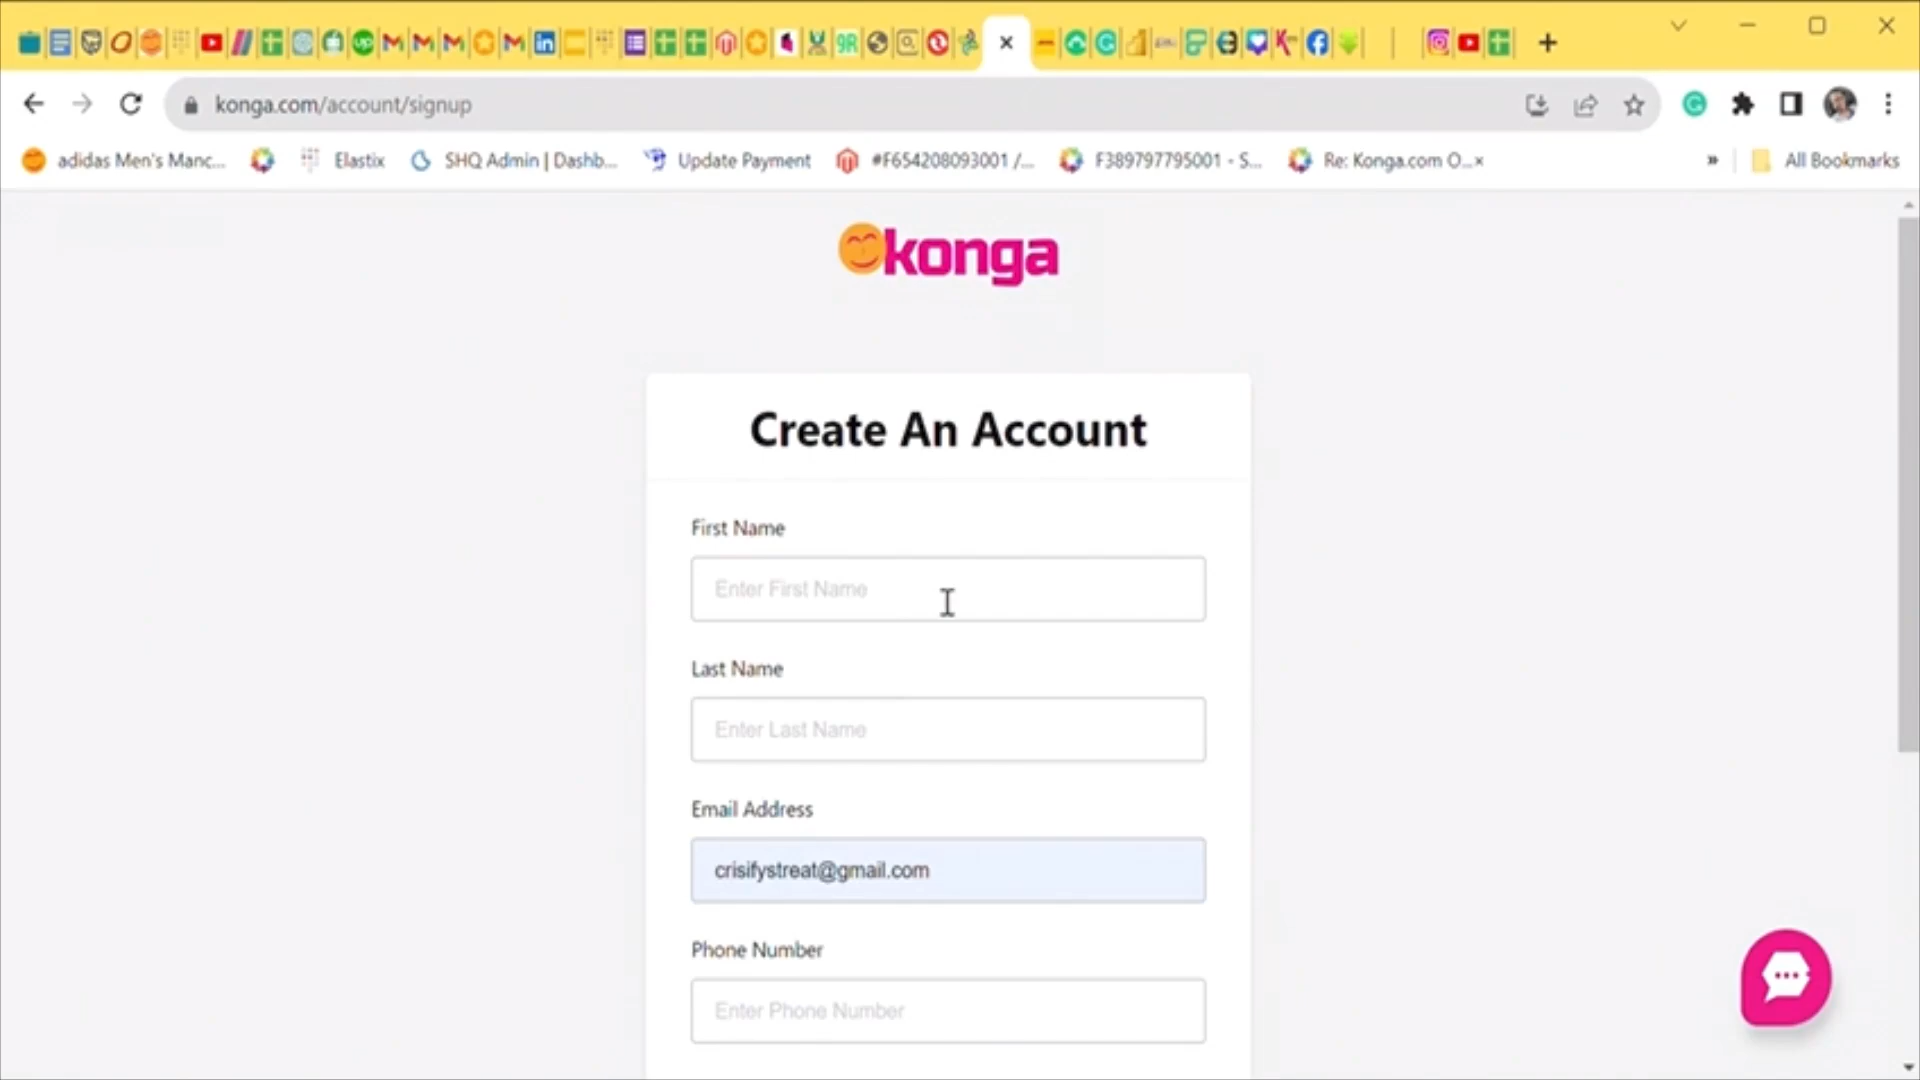 konga.com/account/signup
adidas Men's Manc... Elastix SHQ Admin | Dashb... Update Payment #F654208093001 /... F389797795001 - S... Re: Konga.com O...× » All Bookmarks
konga
Create An Account
First Name
Enter First Name
Last Name
Enter Last Name
Email Address
crisifystreat@gmail.com
Phone Number
Enter Phone Number